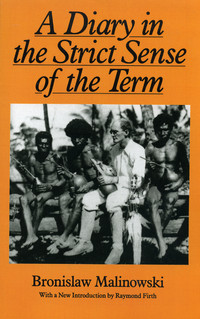 A Diary in
the Strict Sense
of the Term
Bronislaw Malinowski
With a New Introduction by Raymond Firth